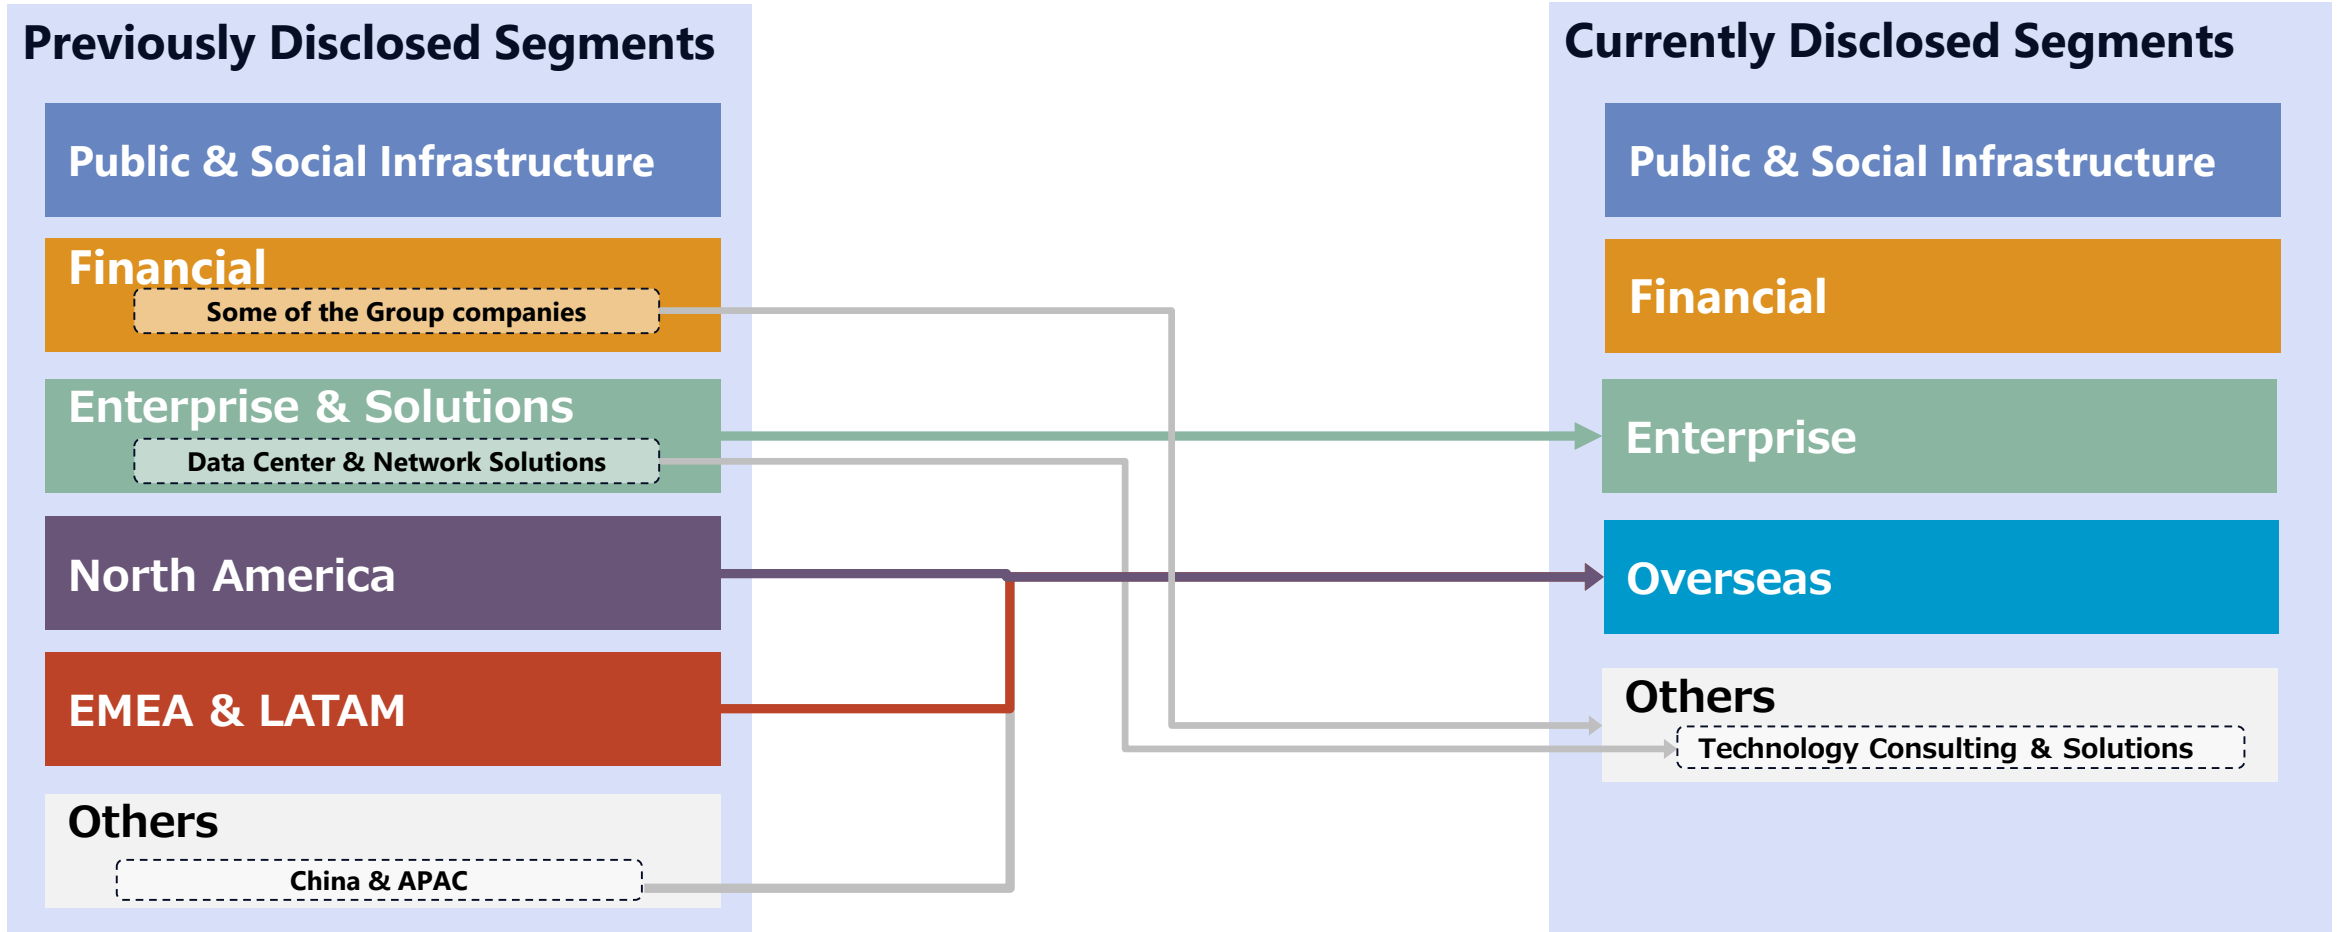 Previously Disclosed Segments
Public & Social Infrastructure
Financial
Some of the Group companies
Enterprise & Solutions
Data Center & Network Solutions
North America
EMEA & LATAM
Others
China & APAC
Currently Disclosed Segments
Public & Social Infrastructure
Financial
Enterprise
Overseas
Others
Technology Consulting & Solutions